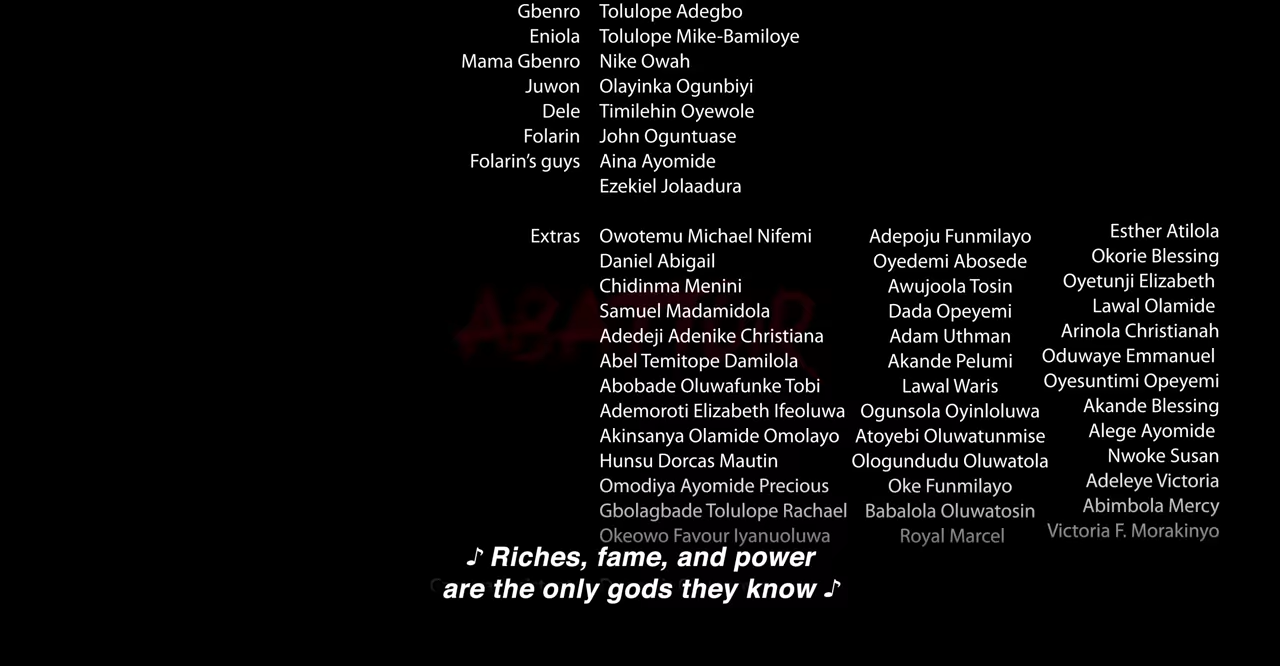 Gbenro Tolulope Adegbo
Eniola Tolulope Mike-Bamiloye
Mama Gbenro Nike Owah
Juwon Olayinka Ogunbiyi
Dele Timilehin Oyewole
Folarin John Oguntuase
Folarin’s guys Aina Ayomide
Ezekiel Jolaadura
Extras Owotemu Michael Nifemi Adepoju Funmilayo Esther Atilola
Daniel Abigail Oyedemi Abosede Okorie Blessing
Chidinma Menini Awujoola Tosin Oyetunji Elizabeth
Samuel Madamidola Dada Opeyemi Lawal Olamide
Adedeji Adenike Christiana Adam Uthman Arinola Christianah
Abel Temitope Damilola Akande Pelumi Oduwaye Emmanuel
Abobade Oluwafunke Tobi Lawal Waris Oyesuntimi Opeyemi
Ademoroti Elizabeth Ifeoluwa Ogunsola Oyinloluwa Akande Blessing
Akinsanya Olamide Omolayo Atoyebi Oluwatunmise Alege Ayomide
Hunsu Dorcas Mautin Ologundudu Oluwatola Nwoke Susan
Omodiya Ayomide Precious Oke Funmilayo Adeleye Victoria
Gbolagbade Tolulope Rachael Babalola Oluwatosin Abimbola Mercy
Okeowo Favour Iyanuoluwa Royal Marcel Victoria F. Morakinyo
♪ Riches, fame, and power
are the only gods they know ♪